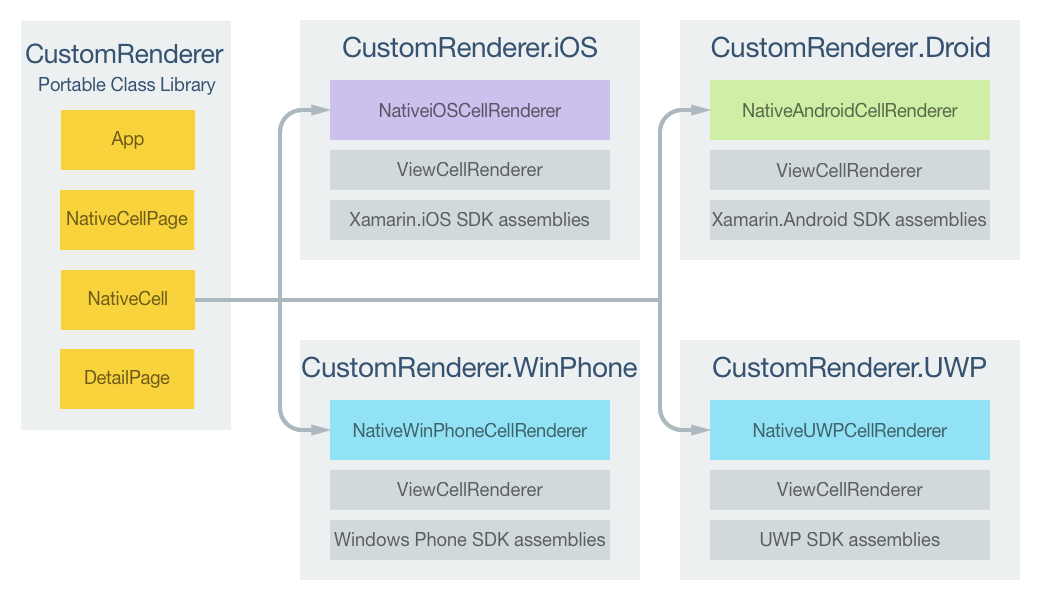 CustomRenderer
Portable Class Library
App
NativeCellPage
NativeCell
DetailPage
CustomRenderer.iOS
NativeiOSCellRenderer
ViewCellRenderer
Xamarin.iOS SDK assemblies
CustomRenderer.Droid
NativeAndroidCellRenderer
ViewCellRenderer
Xamarin.Android SDK assemblies
CustomRenderer.WinPhone
NativeWinPhoneCellRenderer
ViewCellRenderer
Windows Phone SDK assemblies
CustomRenderer.UWP
NativeUWPCellRenderer
ViewCellRenderer
UWP SDK assemblies